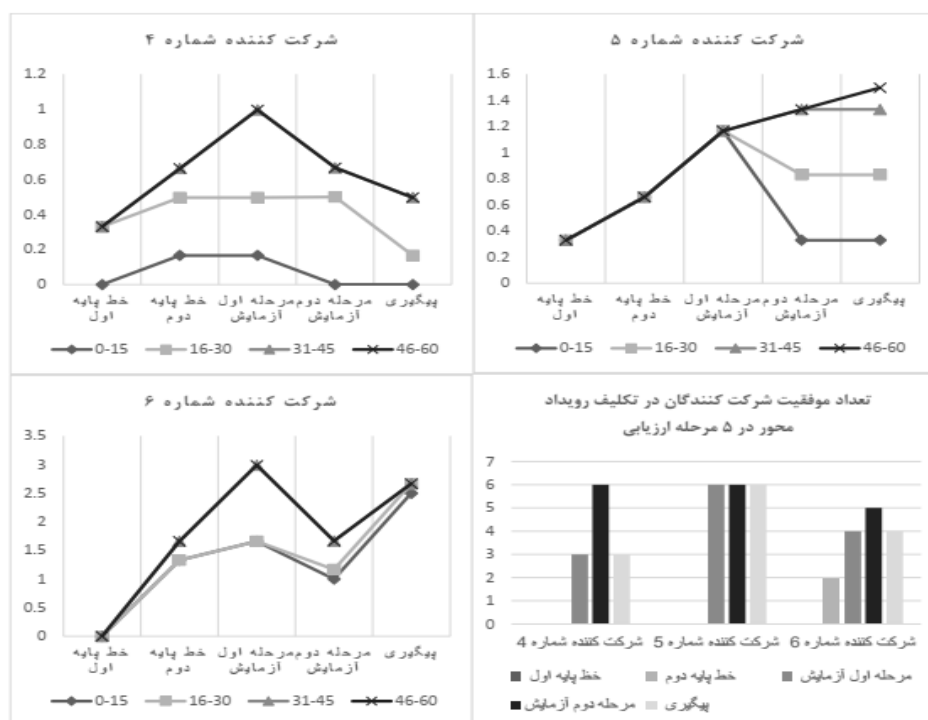 شرکت کننده شماره ۴
1.2
1
0.8
0.6
0.4
0.2
0
خط پایه اول
خط پایه دوم
مرحله اول آزمایش
مرحله دوم آزمایش
پیگیری
0-15 16-30 31-45 46-60
شرکت کننده شماره ۵
1.6
1.4
1.2
1
0.8
0.6
0.4
0.2
0
خط پایه اول
خط پایه دوم
مرحله اول آزمایش
مرحله دوم آزمایش
پیگیری
0-15 16-30 31-45 46-60
شرکت کننده شماره ۶
3.5
3
2.5
2
1.5
1
0.5
0
خط پایه اول
خط پایه دوم
مرحله اول آزمایش
مرحله دوم آزمایش
پیگیری
0-15 16-30 31-45 46-60
تعداد موفقیت شرکت کنندگان در تکلیف رویداد
محور در ۵ مرحله ارزیابی
7
6
5
4
3
2
1
0
شرکت کننده شماره 4
شرکت کننده شماره 5
شرکت کننده شماره 6
خط پایه اول خط پایه دوم مرحله اول آزمایش
مرحله دوم آزمایش پیگیری